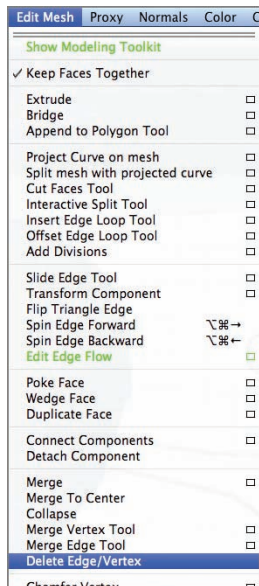 Edit Mesh Proxy Normals Color
Show Modeling Toolkit
✓ Keep Faces Together
Extrude
Bridge
Append to Polygon Tool
Project Curve on mesh
Split mesh with projected curve
Cut Faces Tool
Interactive Split Tool
Insert Edge Loop Tool
Offset Edge Loop Tool
Add Divisions
Slide Edge Tool
Transform Component
Flip Triangle Edge
Spin Edge Forward ⌥⌘→
Spin Edge Backward ⌥⌘←
Edit Edge Flow
Poke Face
Wedge Face
Duplicate Face
Connect Components
Detach Component
Merge
Merge To Center
Collapse
Merge Vertex Tool
Merge Edge Tool
Delete Edge/Vertex